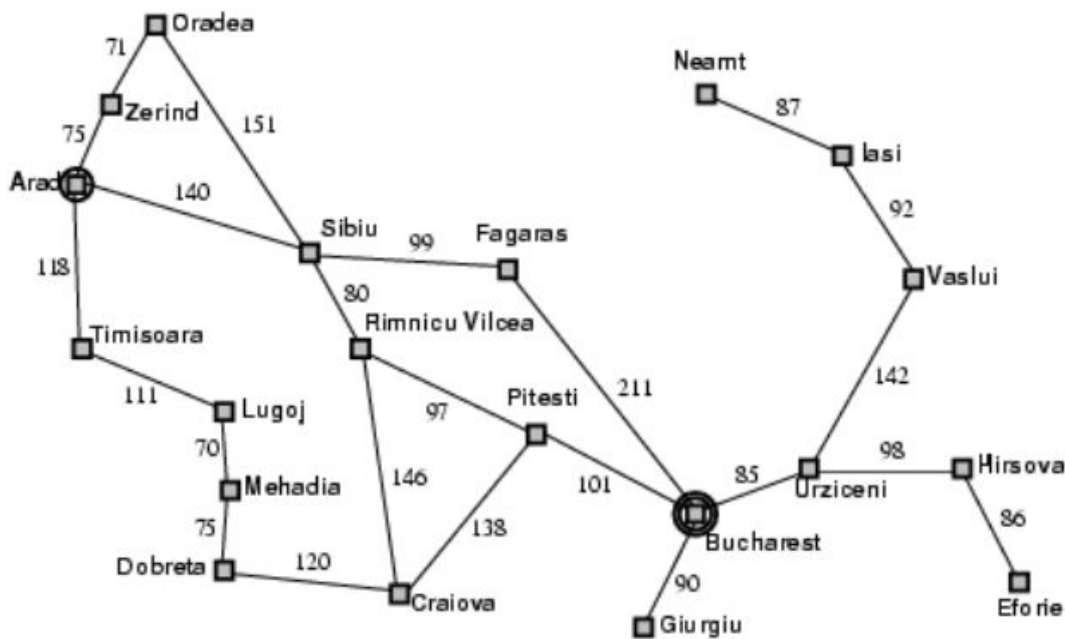 Oradea
71
Neamt
87
Zerind
75
151
Iasi
Arad
140
92
Sibiu
99
Fagaras
118
80
Vaslui
Timisoara
Rimnicu Vilcea
142
111
Lugoj
97
Pitesti
211
70
98
Hirsova
146
85
Urziceni
Mehadia
101
86
75
138
Bucharest
Dobreta
120
90
Craiova
Eforie
Giurgiu